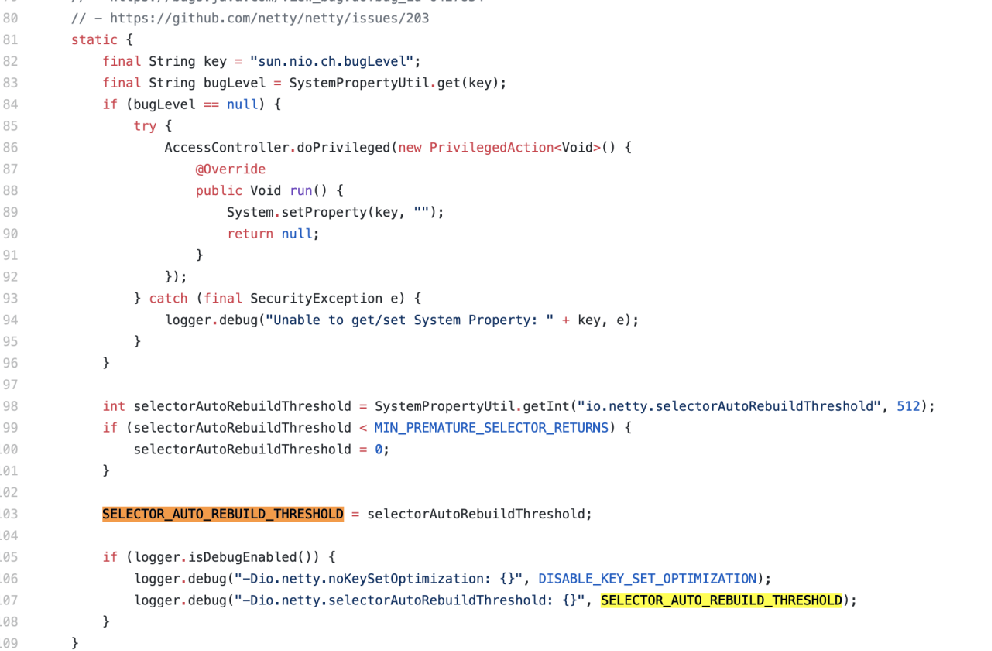 80 // - https://github.com/netty/netty/issues/203
81 static {
82 final String key = "sun.nio.ch.bugLevel";
83 final String bugLevel = SystemPropertyUtil.get(key);
84 if (bugLevel == null) {
85 try {
86 AccessController.doPrivileged(new PrivilegedAction<Void>() {
87 @Override
88 public Void run() {
89 System.setProperty(key, "");
90 return null;
91 }
92 });
93 } catch (final SecurityException e) {
94 logger.debug("Unable to get/set System Property: " + key, e);
95 }
96 }
97
98 int selectorAutoRebuildThreshold = SystemPropertyUtil.getInt("io.netty.selectorAutoRebuildThreshold", 512);
99 if (selectorAutoRebuildThreshold < MIN_PREMATURE_SELECTOR_RETURNS) {
00 selectorAutoRebuildThreshold = 0;
01 }
02
03 SELECTOR_AUTO_REBUILD_THRESHOLD = selectorAutoRebuildThreshold;
04
05 if (logger.isDebugEnabled()) {
06 logger.debug("-Dio.netty.noKeySetOptimization: {}", DISABLE_KEY_SET_OPTIMIZATION);
07 logger.debug("-Dio.netty.selectorAutoRebuildThreshold: {}", SELECTOR_AUTO_REBUILD_THRESHOLD);
08 }
09 }